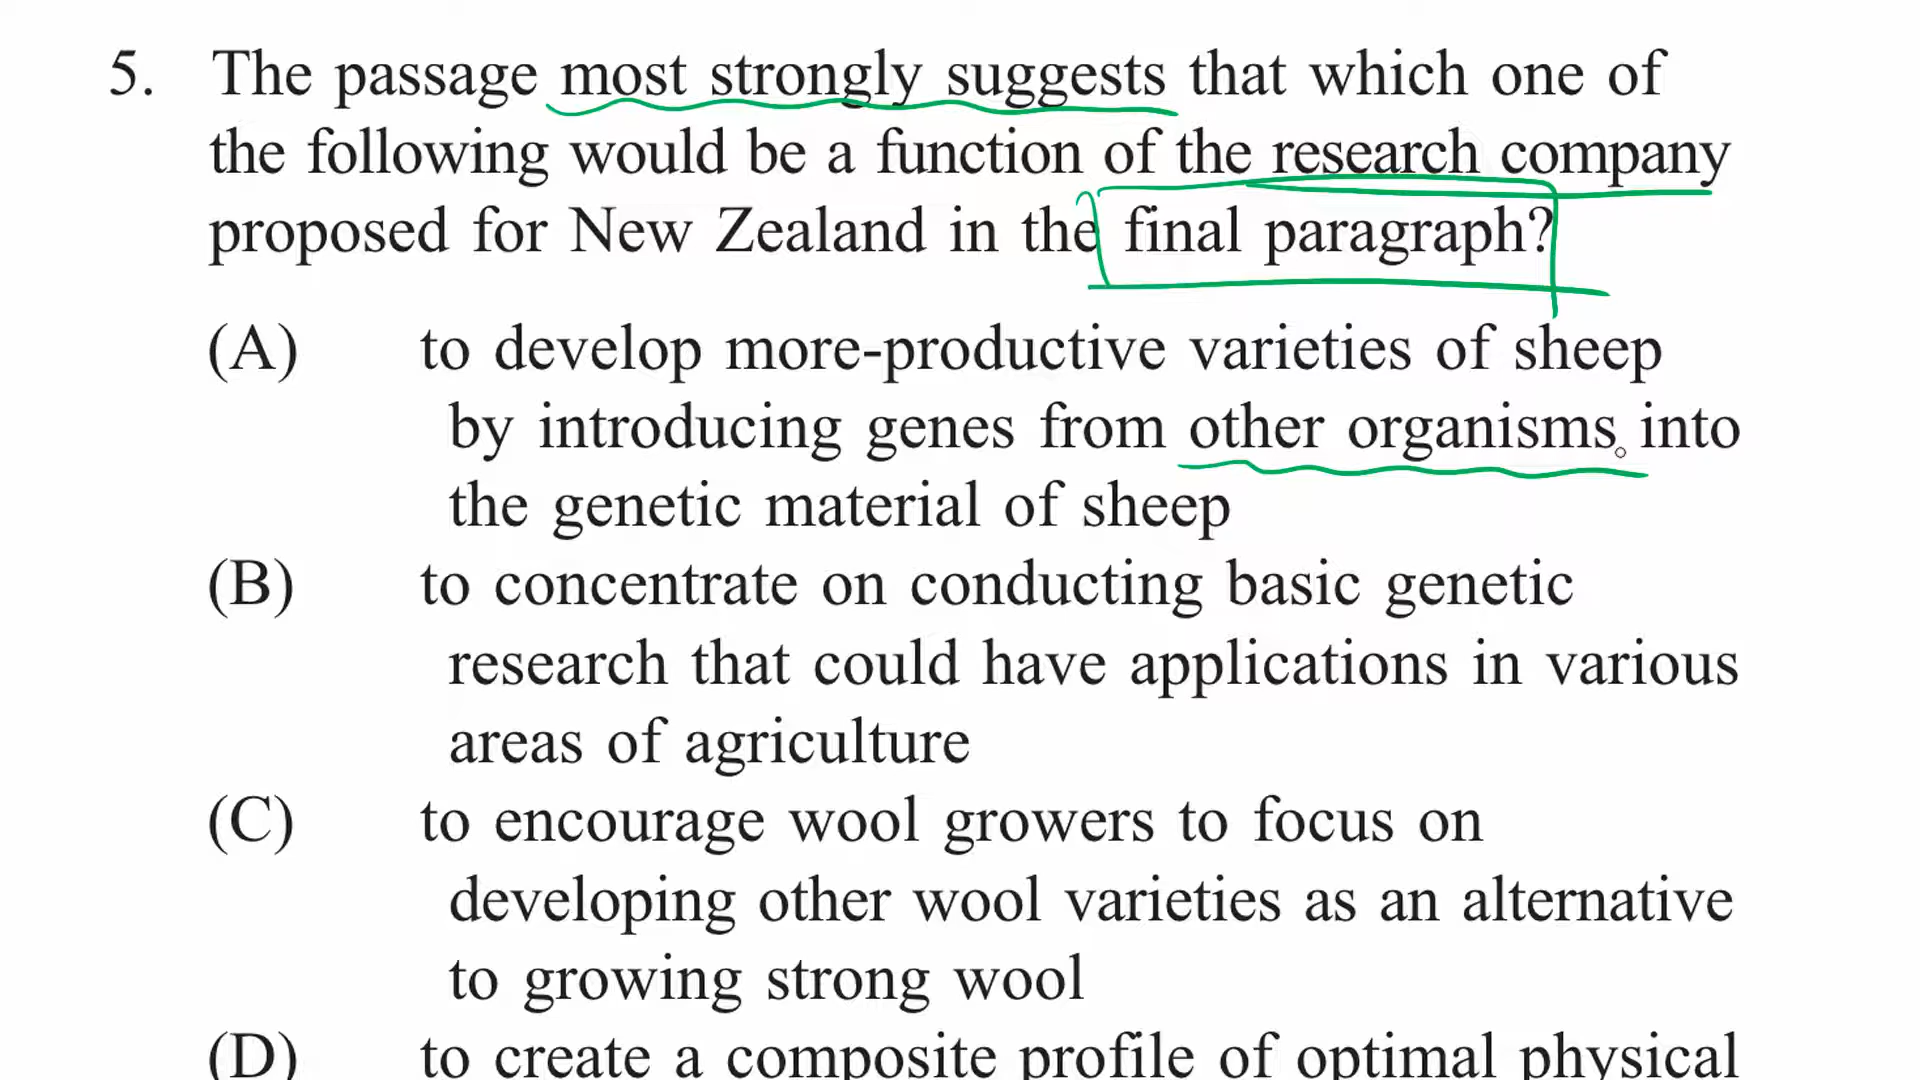 5. The passage most strongly suggests that which one of
the following would be a function of the research company
proposed for New Zealand in the final paragraph?
(A) to develop more-productive varieties of sheep
by introducing genes from other organisms into
the genetic material of sheep
(B) to concentrate on conducting basic genetic
research that could have applications in various
areas of agriculture
(C) to encourage wool growers to focus on
developing other wool varieties as an alternative
to growing strong wool
(D) to create a composite profile of optimal physical